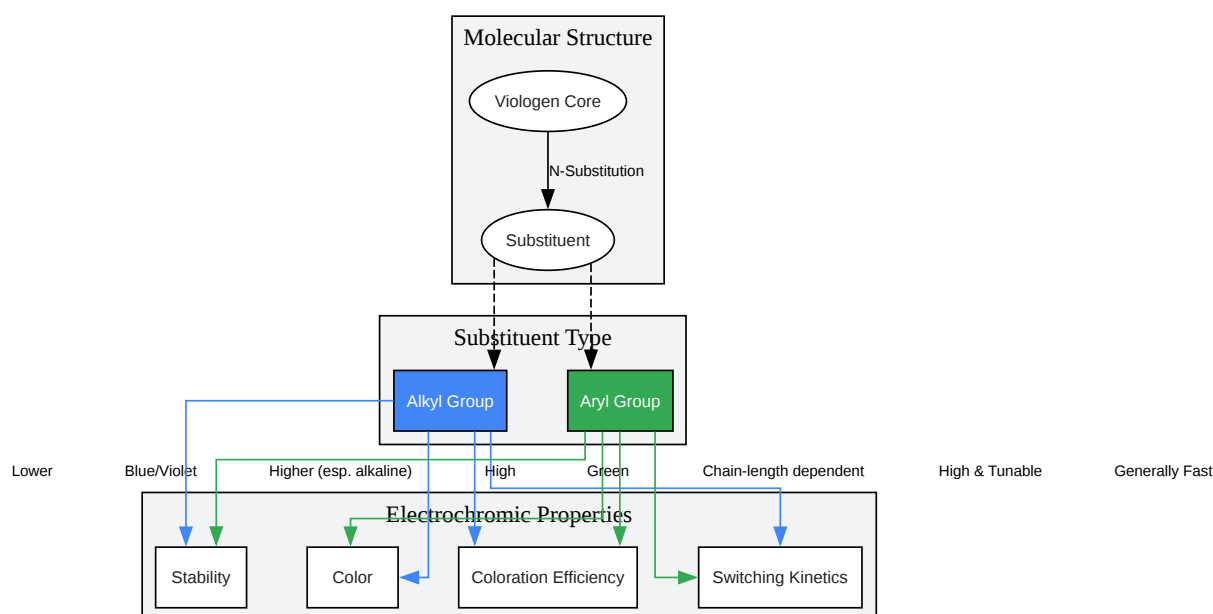 Molecular Structure
Viologen Core
N-Substitution
Substituent
Substituent Type
Alkyl Group
Aryl Group
Lower
Blue/Violet
Higher (esp. alkaline)
High
Green
Chain-length dependent
High & Tunable
Generally Fast
Electrochromic Properties
Stability
Color
Coloration Efficiency
Switching Kinetics